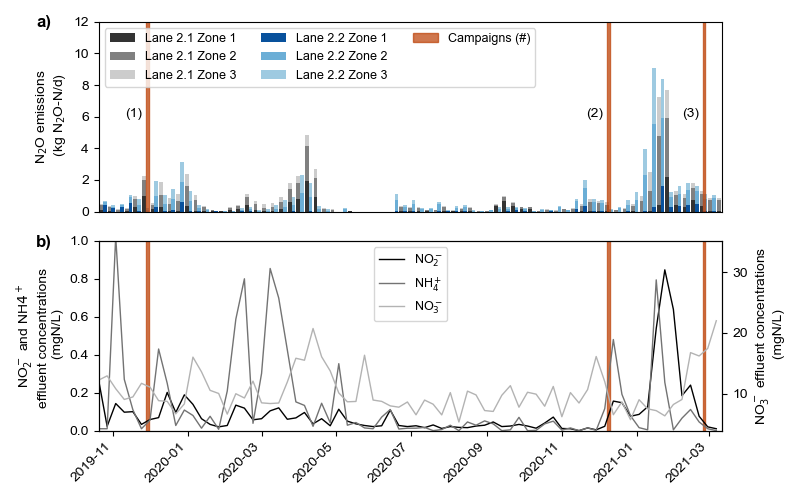 a)
N₂O emissions
(kg N₂O-N/d)
12
10
8
6
4
2
0
Lane 2.1 Zone 1
Lane 2.1 Zone 2
Lane 2.1 Zone 3
Lane 2.2 Zone 1
Lane 2.2 Zone 2
Lane 2.2 Zone 3
Campaigns (#)
(1)
(2)
(3)
b)
NO₂⁻ and NH4⁺
effluent concentrations
(mgN/L)
1.0
0.8
0.6
0.4
0.2
0.0
NO₂⁻
NH₄⁺
NO₃⁻
30
20
10
NO₃⁻ effluent concentrations
(mgN/L)
2019-11
2020-01
2020-03
2020-05
2020-07
2020-09
2020-11
2021-01
2021-03